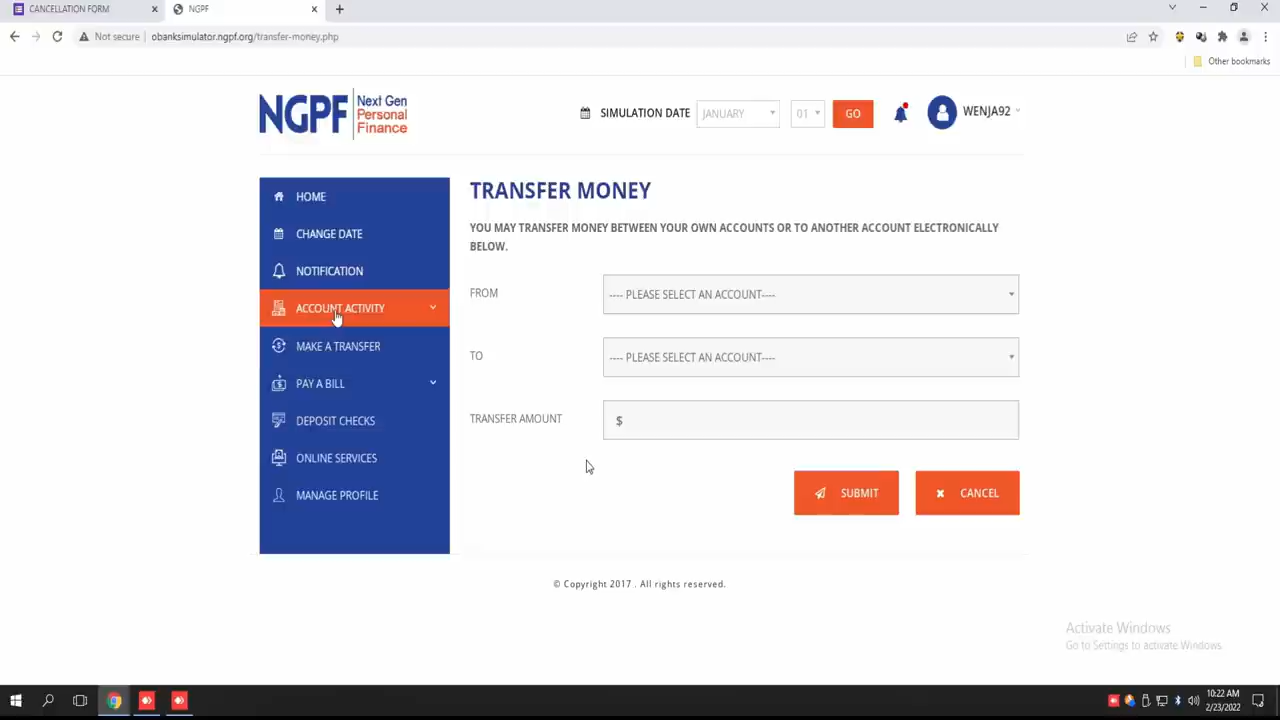 CANCELLATION FORM
NGPF
Not secure
obanksimulator.ngpf.org/transfer-money.php
Other bookmarks
NGPF
Next Gen
Personal
Finance
SIMULATION DATE
JANUARY
01
GO
WENJA92
HOME
CHANGE DATE
NOTIFICATION
ACCOUNT ACTIVITY
MAKE A TRANSFER
PAY A BILL
DEPOSIT CHECKS
ONLINE SERVICES
MANAGE PROFILE
TRANSFER MONEY
YOU MAY TRANSFER MONEY BETWEEN YOUR OWN ACCOUNTS OR TO ANOTHER ACCOUNT ELECTRONICALLY
BELOW.
FROM
---- PLEASE SELECT AN ACCOUNT----
TO
---- PLEASE SELECT AN ACCOUNT----
TRANSFER AMOUNT
$
SUBMIT
CANCEL
© Copyright 2017 . All rights reserved.
Activate Windows
Go to Settings to activate Windows.
10:22 AM
2/23/2022